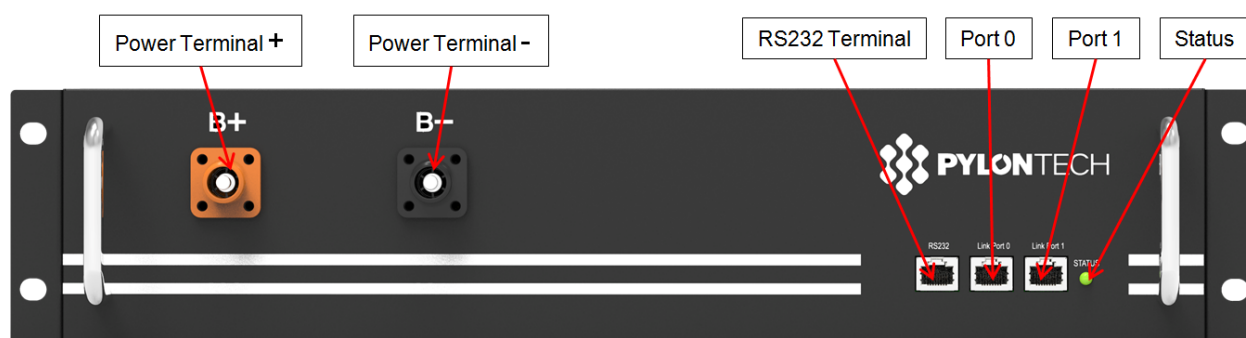 Power Terminal +
Power Terminal -
RS232 Terminal
Port 0
Port 1
Status
B+
B−
PYLONTECH
RS232
Link Port 0
Link Port 1
STATUS